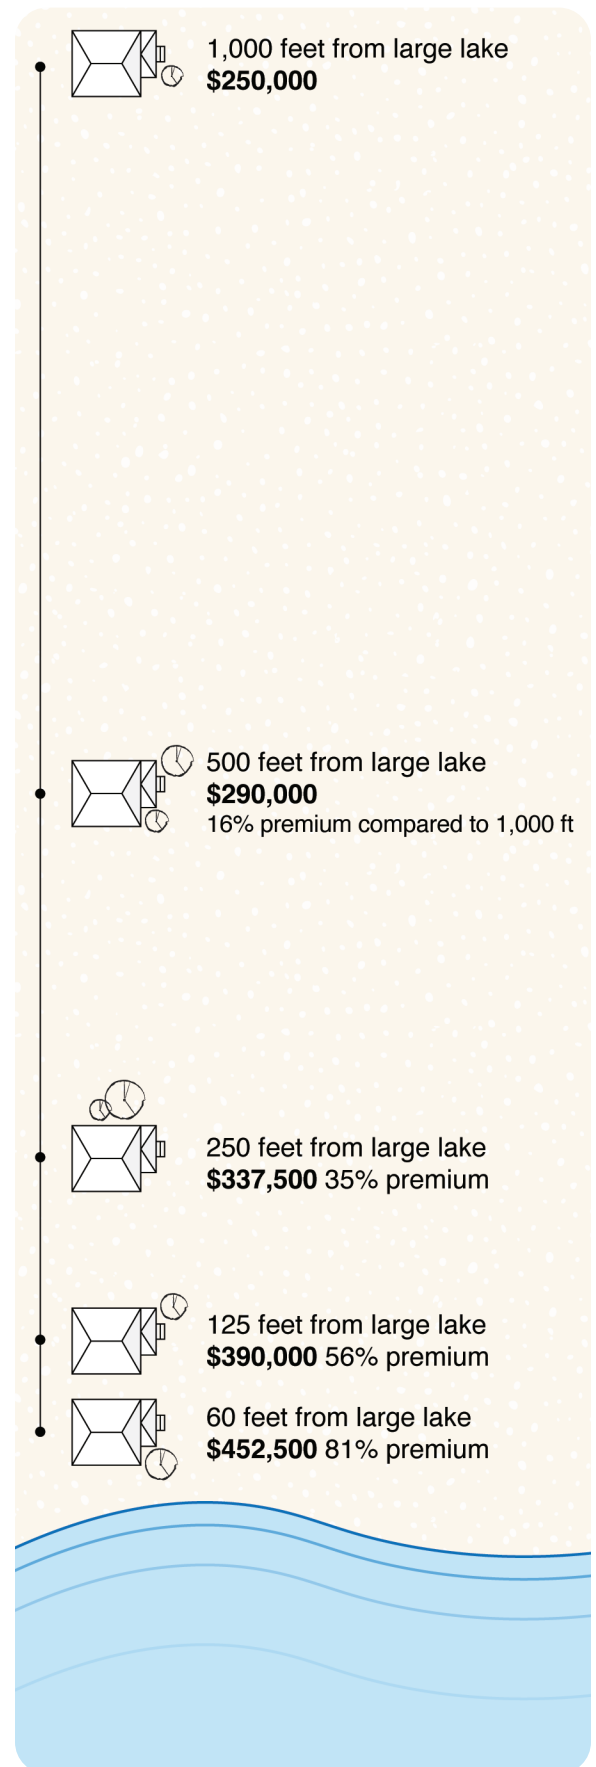 1,000 feet from large lake
$250,000
500 feet from large lake
$290,000
16% premium compared to 1,000 ft
250 feet from large lake
$337,500 35% premium
125 feet from large lake
$390,000 56% premium
60 feet from large lake
$452,500 81% premium